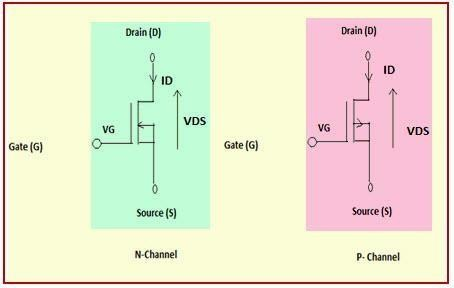 Drain (D)
ID
VG
VDS
Gate (G)
Source (S)
N-Channel
Drain (D)
ID
VG
VDS
Gate (G)
Source (S)
P- Channel